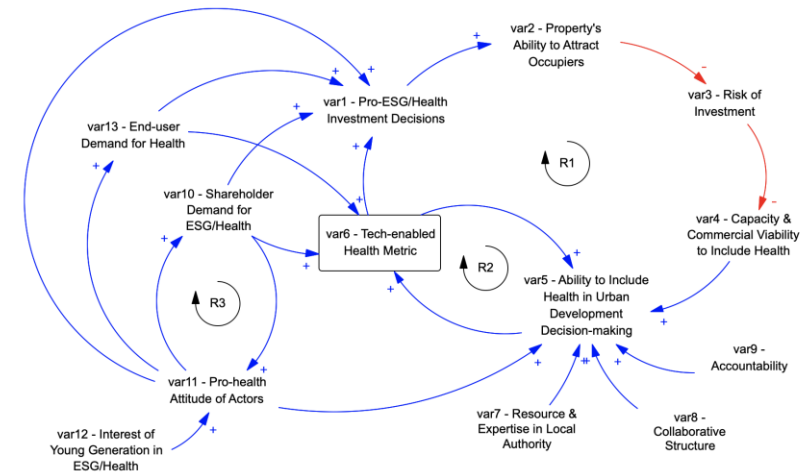 var2 - Property's
Ability to Attract
Occupiers
+
-
+
+
var1 - Pro-ESG/Health
Investment Decisions
+
var3 - Risk of
Investment
+
var13 - End-user
Demand for Health
+
+
R1
var10 - Shareholder
Demand for
ESG/Health
+
-
var4 - Capacity &
Commercial Viability
to Include Health
var6 - Tech-enabled
Health Metric
+
+
+
R2
var5 - Ability to Include
Health in Urban
Development
Decision-making
+
R3
+
var11 - Pro-health
Attitude of Actors
+
+
+
+
+
+
var9 -
Accountability
var12 - Interest of
Young Generation in
ESG/Health
+
var7 - Resource &
Expertise in Local
Authority
var8 -
Collaborative
Structure